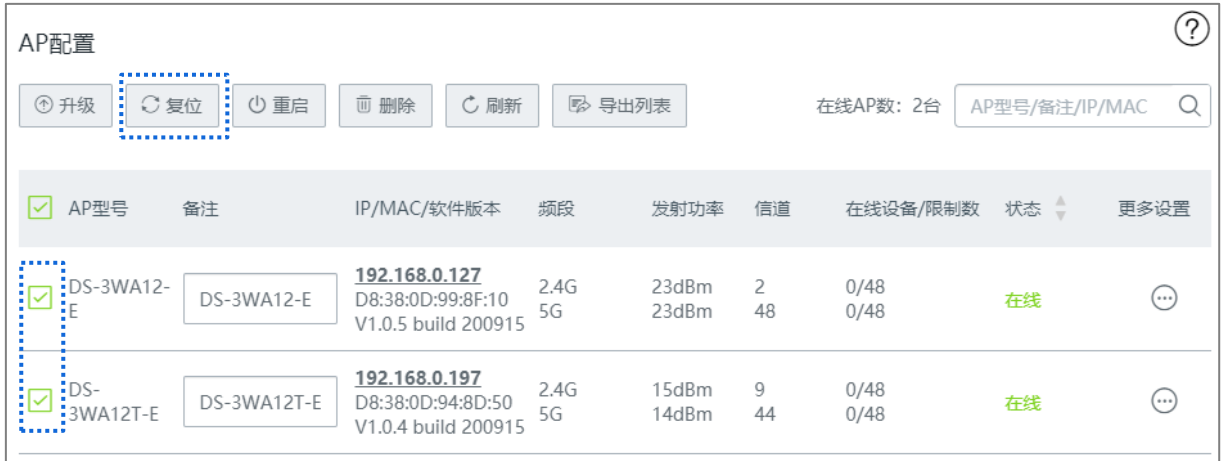 AP配置
升级 复位 重启 删除 刷新 导出列表 在线AP数：2台 AP型号/备注/IP/MAC
AP型号 备注 IP/MAC/软件版本 频段 发射功率 信道 在线设备/限制数 状态 更多设置
DS-3WA12-E DS-3WA12-E 192.168.0.127 2.4G 23dBm 2 0/48 在线
D8:38:0D:99:8F:10 5G 23dBm 48 0/48
V1.0.5 build 200915
DS-3WA12T-E DS-3WA12T-E 192.168.0.197 2.4G 15dBm 9 0/48 在线
D8:38:0D:94:8D:50 5G 14dBm 44 0/48
V1.0.4 build 200915